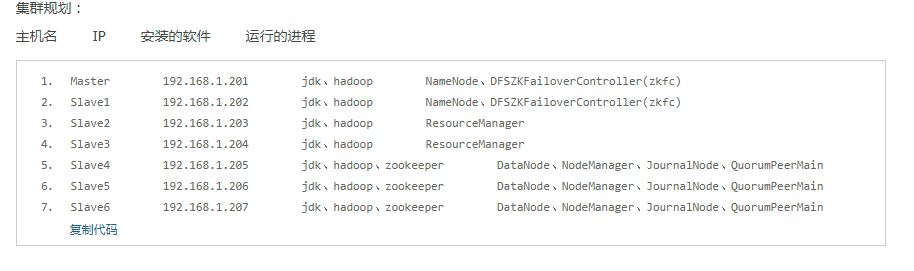 集群规划：
主机名 IP 安装的软件 运行的进程
1. Master 192.168.1.201 jdk、hadoop NameNode、DFSZKFailoverController(zkfc)
2. Slave1 192.168.1.202 jdk、hadoop NameNode、DFSZKFailoverController(zkfc)
3. Slave2 192.168.1.203 jdk、hadoop ResourceManager
4. Slave3 192.168.1.204 jdk、hadoop ResourceManager
5. Slave4 192.168.1.205 jdk、hadoop、zookeeper DataNode、NodeManager、JournalNode、QuorumPeerMain
6. Slave5 192.168.1.206 jdk、hadoop、zookeeper DataNode、NodeManager、JournalNode、QuorumPeerMain
7. Slave6 192.168.1.207 jdk、hadoop、zookeeper DataNode、NodeManager、JournalNode、QuorumPeerMain
复制代码